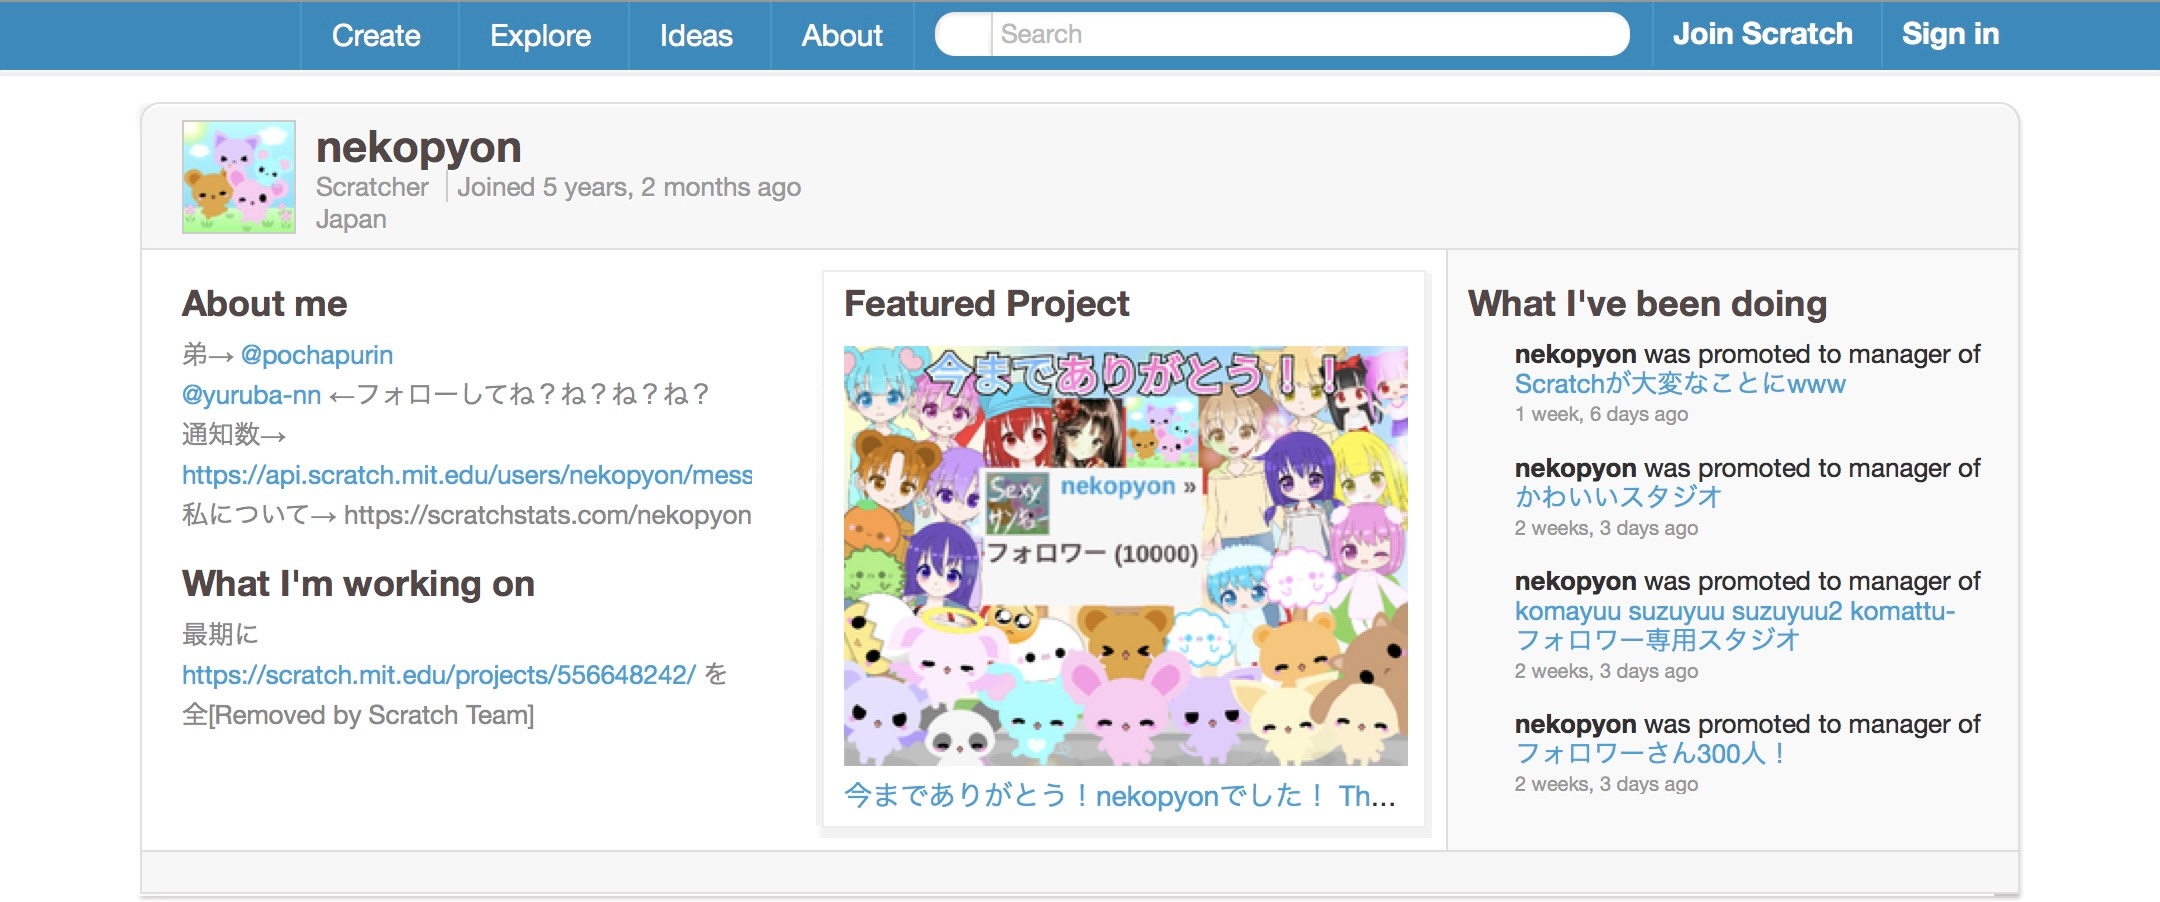 Create
Explore
Ideas
About
Search
Join Scratch
Sign in
nekopyon
Scratcher
Joined 5 years, 2 months ago
Japan
About me
弟→ @pochapurin
@yuruba-nn ←フォローしてね？ね？ね？ね？
通知数→
https://api.scratch.mit.edu/users/nekopyon/mess
私について→ https://scratchstats.com/nekopyon
What I'm working on
最期に
https://scratch.mit.edu/projects/556648242/ を
全[Removed by Scratch Team]
Featured Project
今までありがとう！！
Sexy
サンねー
nekopyon »
フォロワー (10000)
今までありがとう！nekopyonでした！ Th...
What I've been doing
nekopyon was promoted to manager of
Scratchが大変なことにwww
1 week, 6 days ago
nekopyon was promoted to manager of
かわいいスタジオ
2 weeks, 3 days ago
nekopyon was promoted to manager of
komayuu suzuyuu suzuyuu2 komattu-
フォロワー専用スタジオ
2 weeks, 3 days ago
nekopyon was promoted to manager of
フォロワーさん300人！
2 weeks, 3 days ago